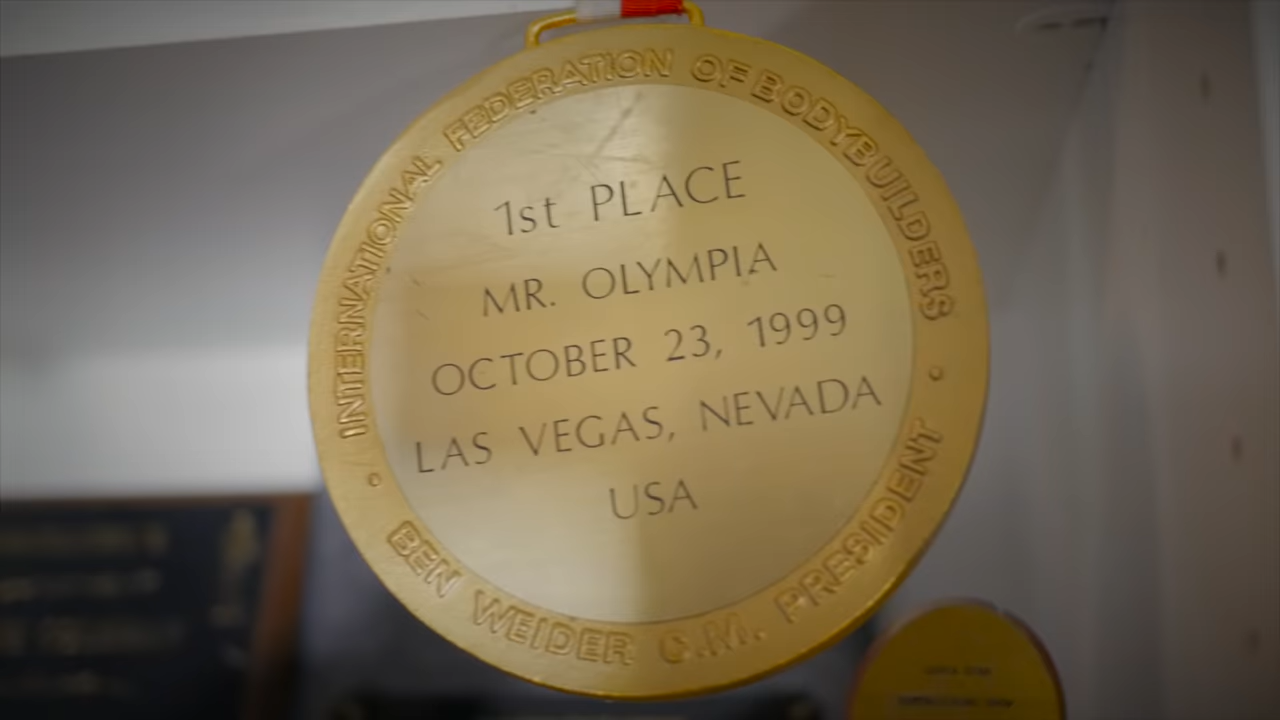 INTERNATIONAL FEDERATION OF BODYBUILDERS
1st PLACE
MR. OLYMPIA
OCTOBER 23, 1999
LAS VEGAS, NEVADA
USA
BEN WEIDER C.M. PRESIDENT